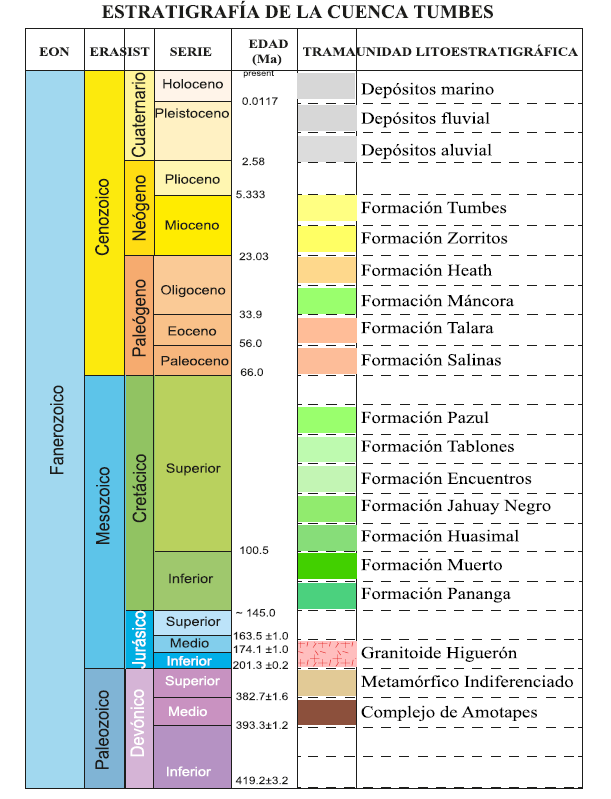 ESTRATIGRAFÍA DE LA CUENCA TUMBES
EON ERAS SIST SERIE EDAD (Ma) TRAMA UNIDAD LITOESTRATIGRÁFICA
Fanerozoico
Cenozoico
Mesozoico
Paleozoico
Cuaternario
Neógeno
Paleógeno
Cretácico
Jurásico
Devónico
Holoceno
Pleistoceno
Plioceno
Mioceno
Oligoceno
Eoceno
Paleoceno
Superior
Inferior
Superior
Medio
Inferior
Superior
Medio
Inferior
present
0.0117
2.58
5.333
23.03
33.9
56.0
66.0
100.5
~ 145.0
163.5 ±1.0
174.1 ±1.0
201.3 ±0.2
382.7±1.6
393.3±1.2
419.2±3.2
Depósitos marino
Depósitos fluvial
Depósitos aluvial
Formación Tumbes
Formación Zorritos
Formación Heath
Formación Máncora
Formación Talara
Formación Salinas
Formación Pazul
Formación Tablones
Formación Encuentros
Formación Jahuay Negro
Formación Huasimal
Formación Muerto
Formación Pananga
Granitoide Higuerón
Metamórfico Indiferenciado
Complejo de Amotapes